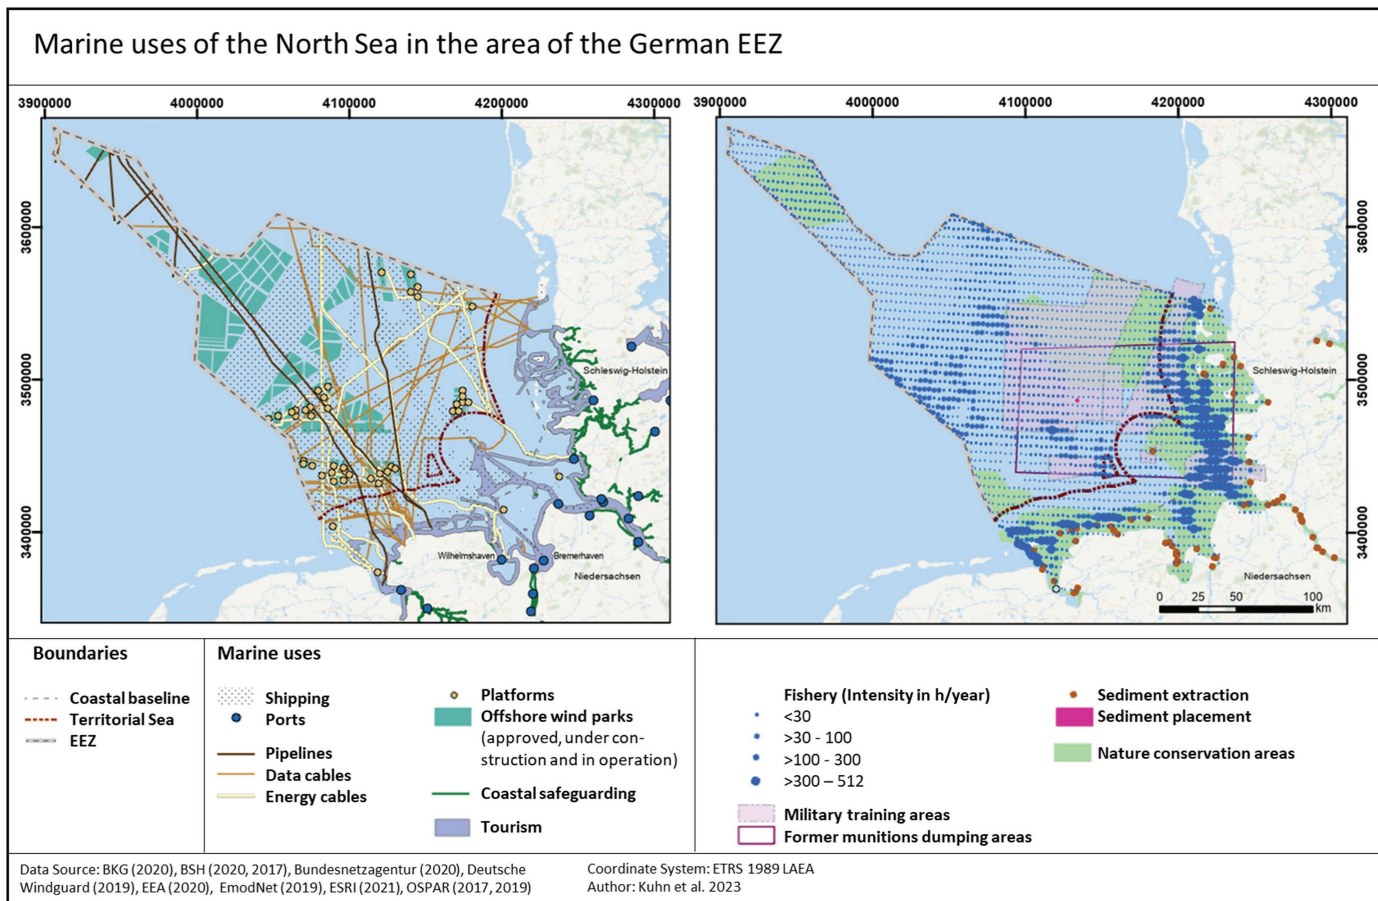 Marine uses of the North Sea in the area of the German EEZ
3900000 4000000 4100000 4200000 4300000
3900000 4000000 4100000 4200000 4300000
3600000
3500000
3400000
Schleswig-Holstein
Wilhelmshaven
Bremerhaven
Niedersachsen
3600000
3500000
3400000
Schleswig-Holstein
Niedersachsen
0 25 50 100
km
Boundaries
Coastal baseline
Territorial Sea
EEZ
Marine uses
Shipping
Ports
Pipelines
Data cables
Energy cables
Platforms
Offshore wind parks
(approved, under con-
struction and in operation)
Coastal safeguarding
Tourism
Fishery (Intensity in h/year)
<30
>30 - 100
>100 - 300
>300 – 512
Military training areas
Former munitions dumping areas
Sediment extraction
Sediment placement
Nature conservation areas
Data Source: BKG (2020), BSH (2020, 2017), Bundesnetzagentur (2020), Deutsche
Windguard (2019), EEA (2020), EmodNet (2019), ESRI (2021), OSPAR (2017, 2019)
Coordinate System: ETRS 1989 LAEA
Author: Kuhn et al. 2023